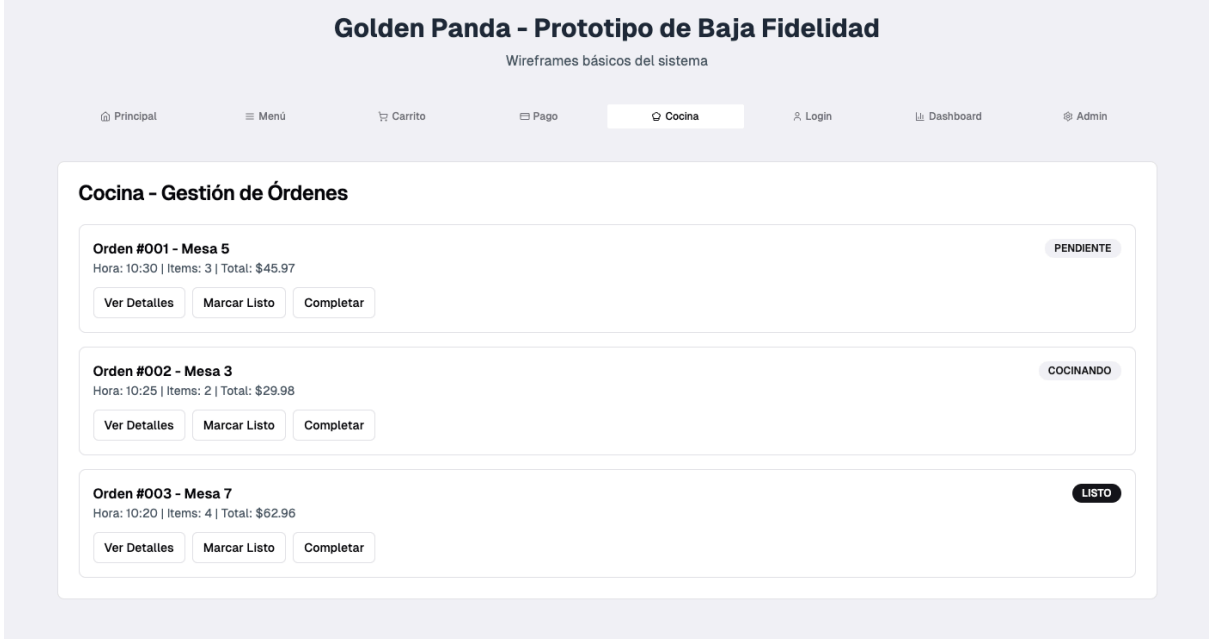 Golden Panda - Prototipo de Baja Fidelidad
Wireframes básicos del sistema
Principal Menú Carrito Pago Cocina Login Dashboard Admin
Cocina - Gestión de Órdenes
Orden #001 - Mesa 5 PENDIENTE
Hora: 10:30 | Items: 3 | Total: $45.97
Ver Detalles Marcar Listo Completar
Orden #002 - Mesa 3 COCINANDO
Hora: 10:25 | Items: 2 | Total: $29.98
Ver Detalles Marcar Listo Completar
Orden #003 - Mesa 7 LISTO
Hora: 10:20 | Items: 4 | Total: $62.96
Ver Detalles Marcar Listo Completar